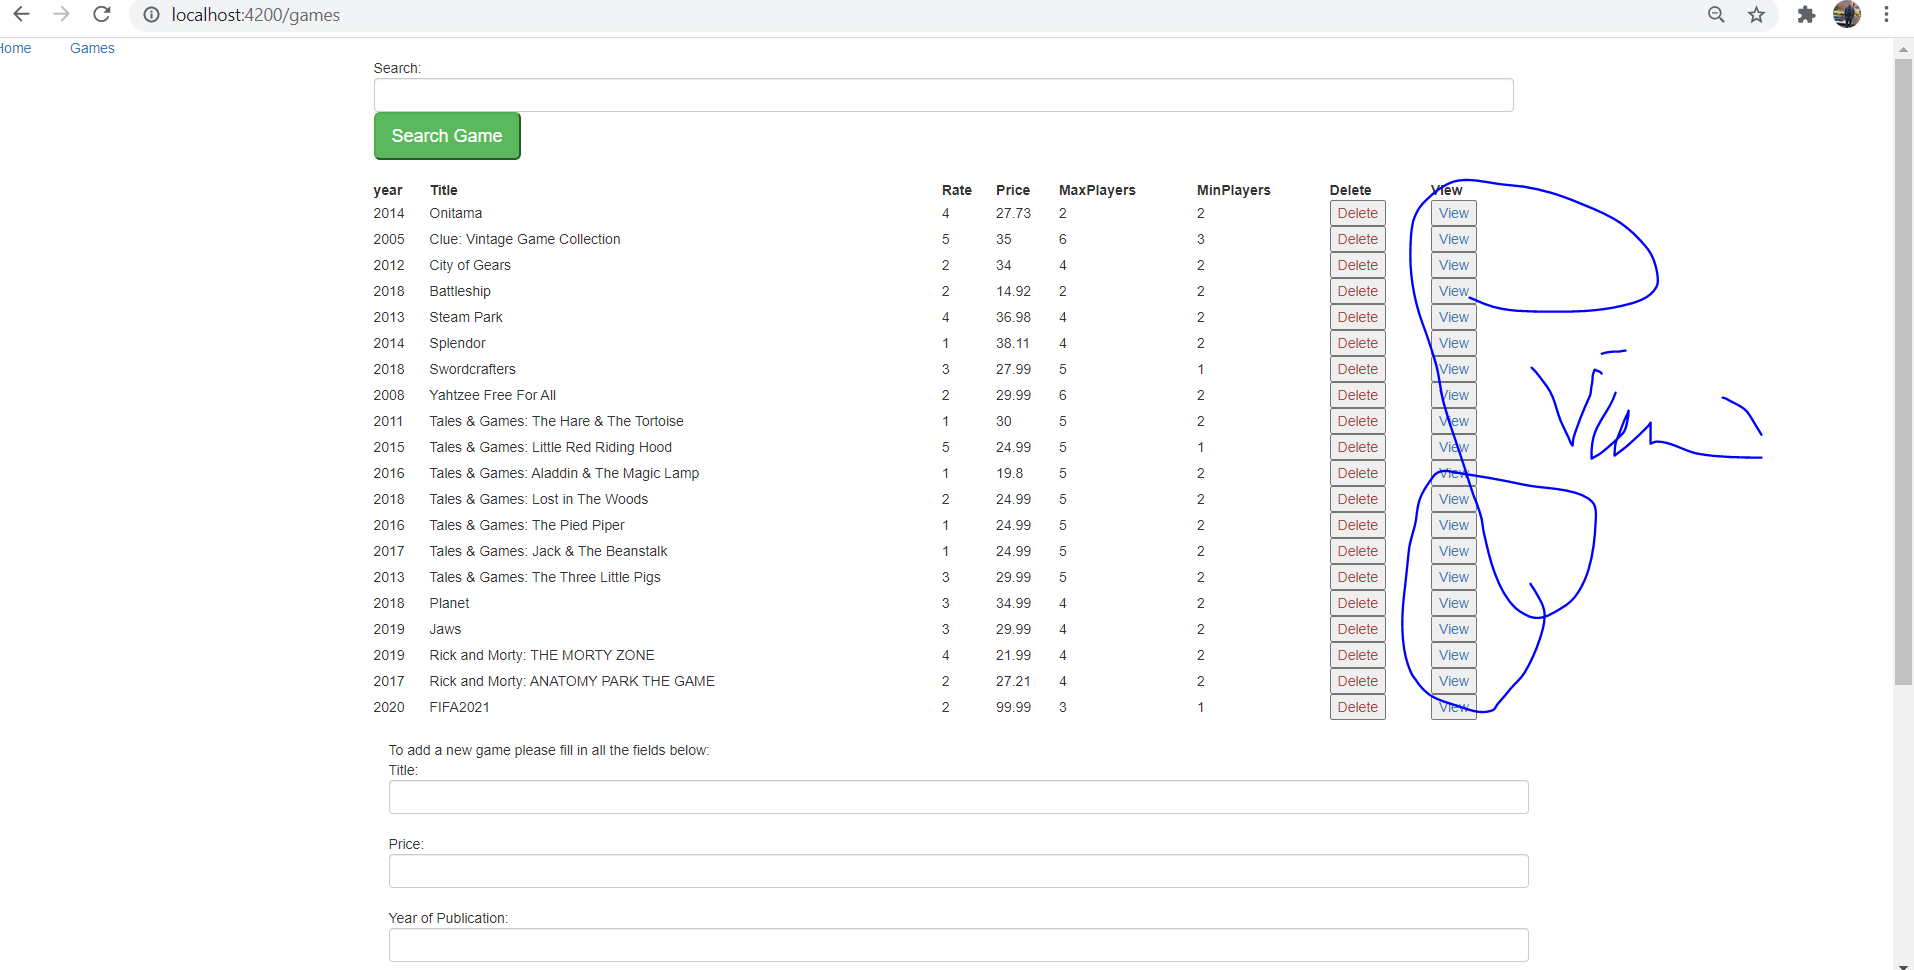 localhost:4200/games
Home Games
Search:
Search Game
year Title Rate Price MaxPlayers MinPlayers Delete View
2014 Onitama 4 27.73 2 2 Delete View
2005 Clue: Vintage Game Collection 5 35 6 3 Delete View
2012 City of Gears 2 34 4 2 Delete View
2018 Battleship 2 14.92 2 2 Delete View
2013 Steam Park 4 36.98 4 2 Delete View
2014 Splendor 1 38.11 4 2 Delete View
2018 Swordcrafters 3 27.99 5 1 Delete View
2008 Yahtzee Free For All 2 29.99 6 2 Delete View
2011 Tales & Games: The Hare & The Tortoise 1 30 5 2 Delete View
2015 Tales & Games: Little Red Riding Hood 5 24.99 5 1 Delete View
2016 Tales & Games: Aladdin & The Magic Lamp 1 19.8 5 2 Delete View
2018 Tales & Games: Lost in The Woods 2 24.99 5 2 Delete View
2016 Tales & Games: The Pied Piper 1 24.99 5 2 Delete View
2017 Tales & Games: Jack & The Beanstalk 1 24.99 5 2 Delete View
2013 Tales & Games: The Three Little Pigs 3 29.99 5 2 Delete View
2018 Planet 3 34.99 4 2 Delete View
2019 Jaws 3 29.99 4 2 Delete View
2019 Rick and Morty: THE MORTY ZONE 4 21.99 4 2 Delete View
2017 Rick and Morty: ANATOMY PARK THE GAME 2 27.21 4 2 Delete View
2020 FIFA2021 2 99.99 3 1 Delete View
To add a new game please fill in all the fields below:
Title:
Price:
Year of Publication: